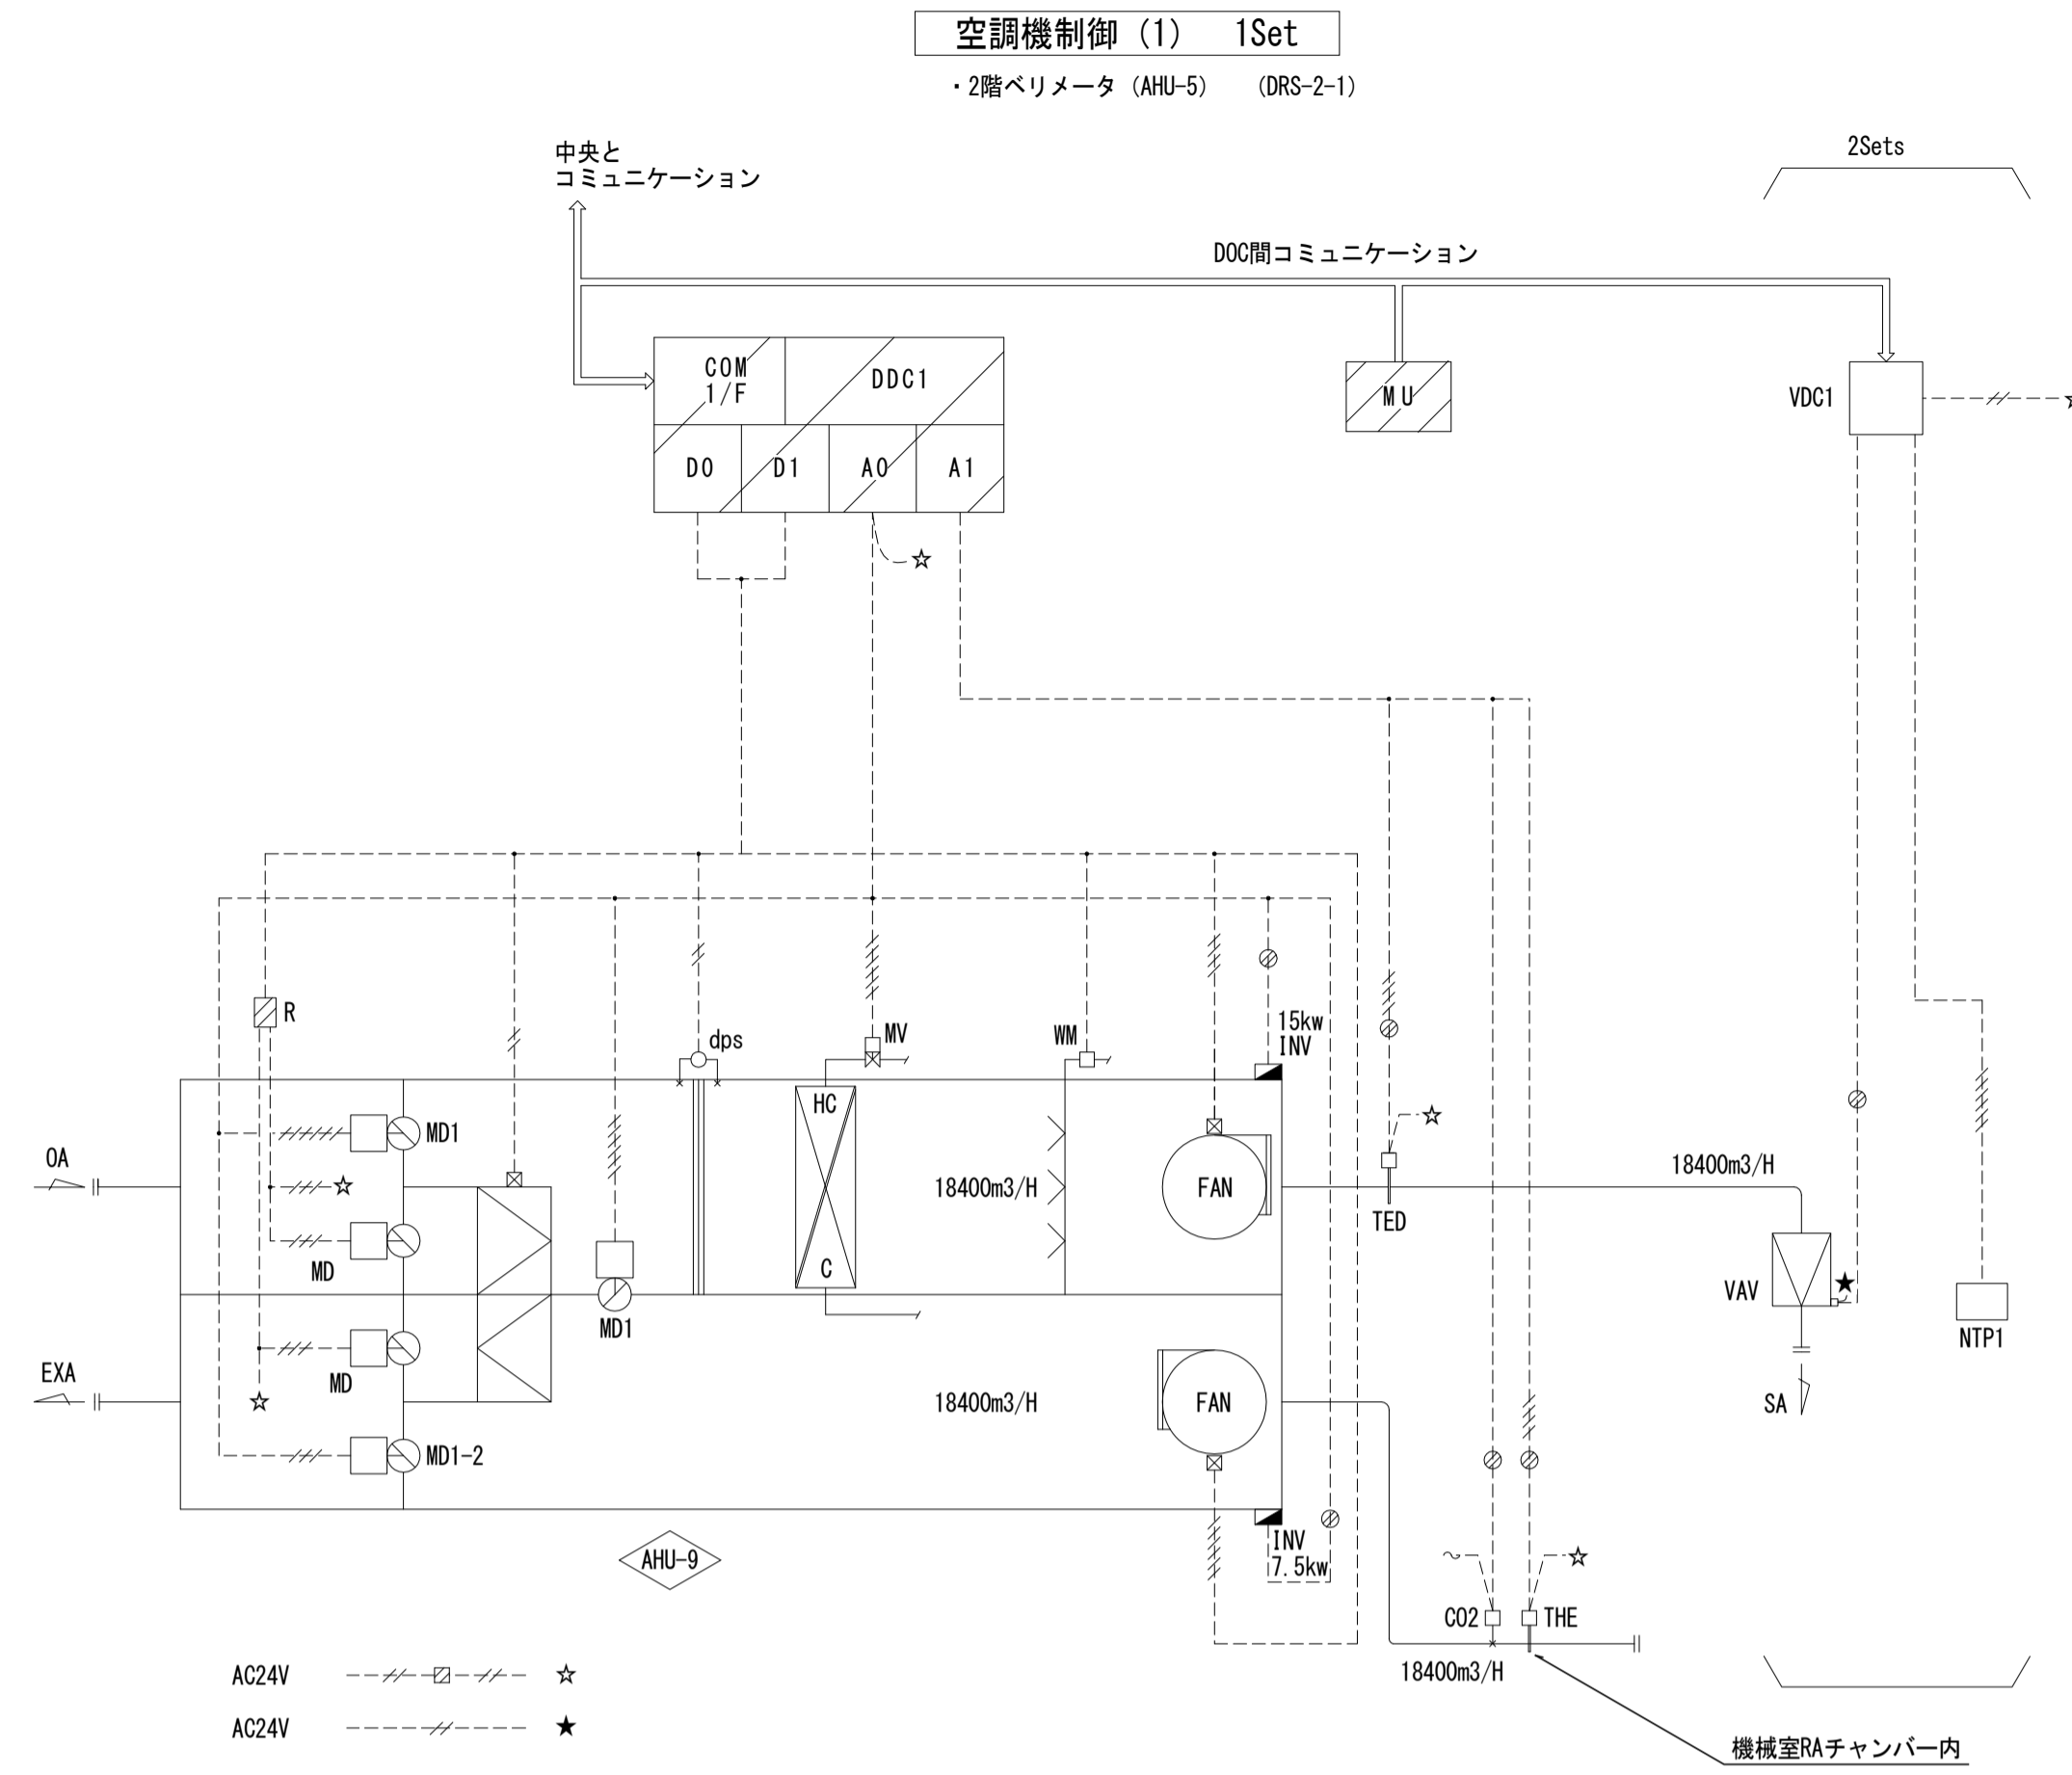 空調機制御 (1) 1Set
・2階ペリメータ (AHU-5) (DRS-2-1)
中央と
コミュニケーション
2Sets
DOC間コミュニケーション
COM
1/F
DDC1
MU
VDC1
DO
D1
AO
A1
R
dps
MV
WM
15kw
INV
OA
MD1
HC
18400m3/H
FAN
TED
18400m3/H
MD
C
VAV
MD1
NTP1
EXA
MD
18400m3/H
FAN
SA
MD1-2
AHU-9
INV
7.5kw
CO2
THE
18400m3/H
AC24V ☆
AC24V ★
機械室RAチャンバー内